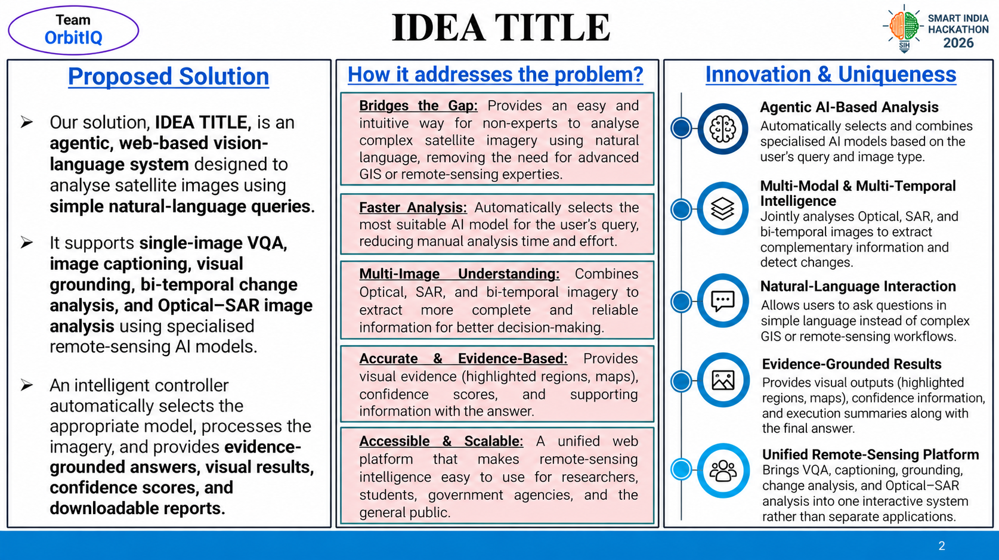 Team
OrbitIQ
IDEA TITLE
SMART INDIA
HACKATHON
2026
SIH
Proposed Solution
➢ Our solution, IDEA TITLE, is an
agentic, web-based vision-
language system designed to
analyse satellite images using
simple natural-language queries.
➢ It supports single-image VQA,
image captioning, visual
grounding, bi-temporal change
analysis, and Optical–SAR image
analysis using specialised
remote-sensing AI models.
➢ An intelligent controller
automatically selects the
appropriate model, processes the
imagery, and provides evidence-
grounded answers, visual results,
confidence scores, and
downloadable reports.
How it addresses the problem?
Bridges the Gap: Provides an easy and
intuitive way for non-experts to analyse
complex satellite imagery using natural
language, removing the need for advanced
GIS or remote-sensing experties.
Faster Analysis: Automatically selects the
most suitable AI model for the user's query,
reducing manual analysis time and effort.
Multi-Image Understanding: Combines
Optical, SAR, and bi-temporal imagery to
extract more complete and reliable
information for better decision-making.
Accurate & Evidence-Based: Provides
visual evidence (highlighted regions, maps),
confidence scores, and supporting
information with the answer.
Accessible & Scalable: A unified web
platform that makes remote-sensing
intelligence easy to use for researchers,
students, government agencies, and the
general public.
Innovation & Uniqueness
Agentic AI-Based Analysis
Automatically selects and combines
specialised AI models based on the
user's query and image type.
Multi-Modal & Multi-Temporal
Intelligence
Jointly analyses Optical, SAR, and
bi-temporal images to extract
complementary information and
detect changes.
Natural-Language Interaction
Allows users to ask questions in
simple language instead of complex
GIS or remote-sensing workflows.
Evidence-Grounded Results
Provides visual outputs (highlighted
regions, maps), confidence information,
and execution summaries along with
the final answer.
Unified Remote-Sensing Platform
Brings VQA, captioning, grounding,
change analysis, and Optical–SAR
analysis into one interactive system
rather than separate applications.
2